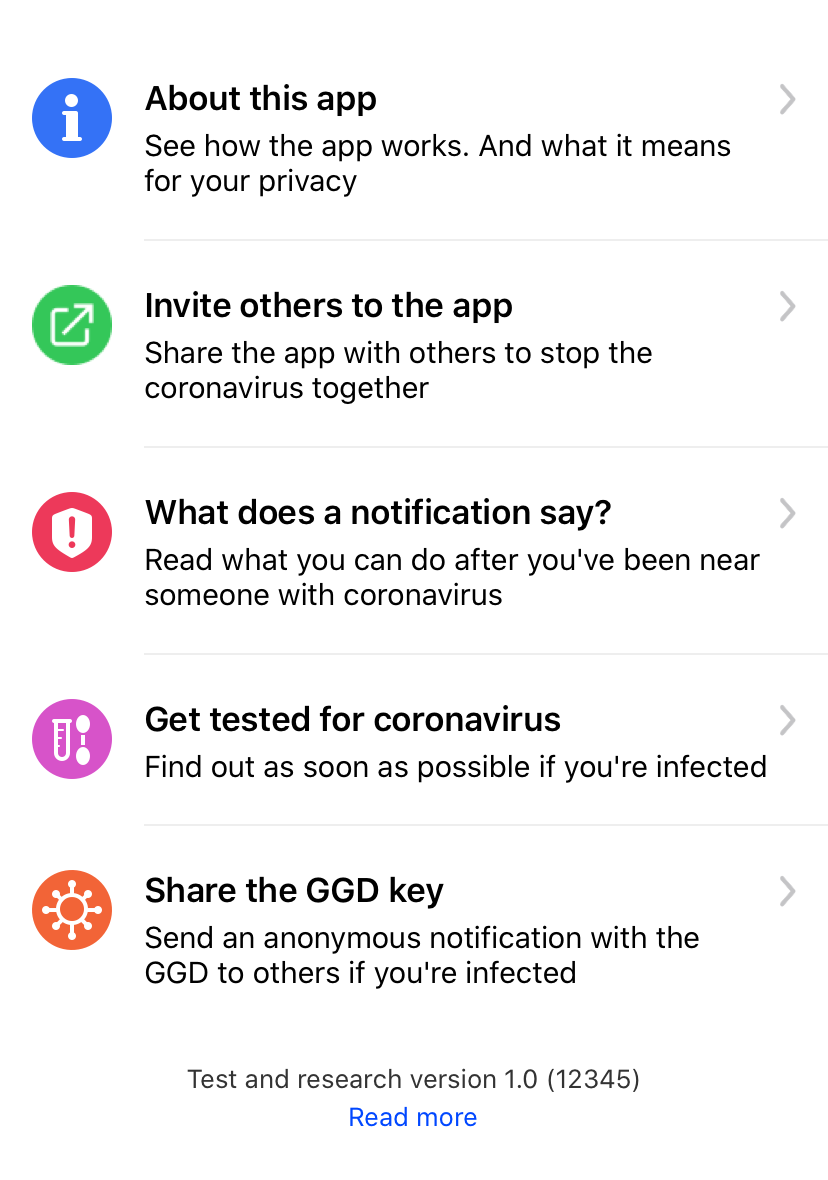 About this app
See how the app works. And what it means
for your privacy
Invite others to the app
Share the app with others to stop the
coronavirus together
What does a notification say?
Read what you can do after you've been near
someone with coronavirus
Get tested for coronavirus
Find out as soon as possible if you're infected
Share the GGD key
Send an anonymous notification with the
GGD to others if you're infected
Test and research version 1.0 (12345)
Read more